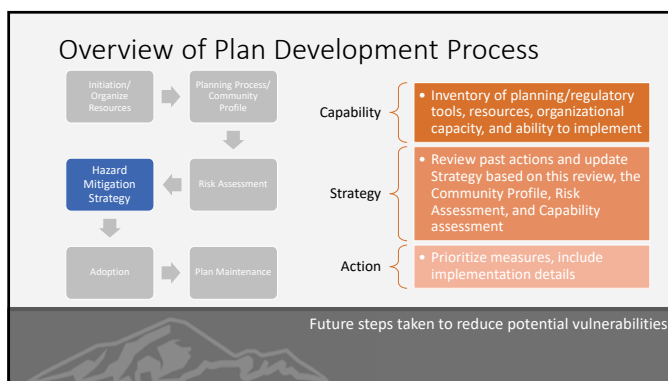 Overview of Plan Development Process
Initiation/
Organize
Resources
Planning Process/
Community
Profile
Hazard
Mitigation
Strategy
Risk Assessment
Adoption
Plan Maintenance
Capability
• Inventory of planning/regulatory
tools, resources, organizational
capacity, and ability to implement
Strategy
• Review past actions and update
Strategy based on this review, the
Community Profile, Risk
Assessment, and Capability
assessment
Action
• Prioritize measures, include
implementation details
Future steps taken to reduce potential vulnerabilities